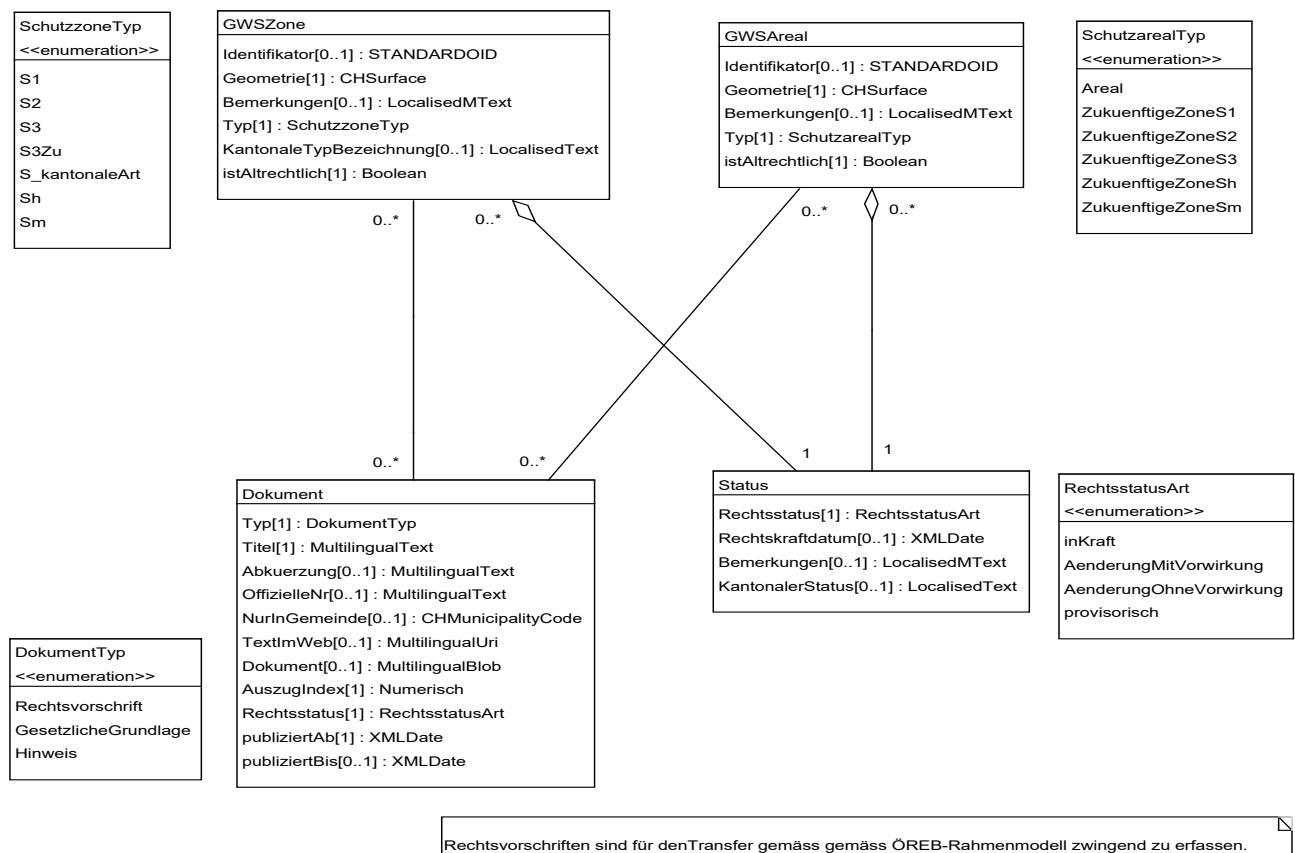 SchutzzoneTyp
<<enumeration>>
S1
S2
S3
S3Zu
S_kantonaleArt
Sh
Sm
GWSZone
Identifikator[0..1] : STANDARDOID
Geometrie[1] : CHSurface
Bemerkungen[0..1] : LocalisedMText
Typ[1] : SchutzzoneTyp
KantonaleTypBezeichnung[0..1] : LocalisedText
istAltrechtlich[1] : Boolean
GWSAreal
Identifikator[0..1] : STANDARDOID
Geometrie[1] : CHSurface
Bemerkungen[0..1] : LocalisedMText
Typ[1] : SchutzarealTyp
istAltrechtlich[1] : Boolean
SchutzarealTyp
<<enumeration>>
Areal
ZukuenftigeZoneS1
ZukuenftigeZoneS2
ZukuenftigeZoneS3
ZukuenftigeZoneSh
ZukuenftigeZoneSm
0..*
0..*
0..*
0..*
0..*
0..*
1
1
Dokument
Typ[1] : DokumentTyp
Titel[1] : MultilingualText
Abkuerzung[0..1] : MultilingualText
OffizielleNr[0..1] : MultilingualText
NurInGemeinde[0..1] : CHMunicipalityCode
TextImWeb[0..1] : MultilingualUri
Dokument[0..1] : MultilingualBlob
AuszugIndex[1] : Numerisch
Rechtsstatus[1] : RechtsstatusArt
publiziertAb[1] : XMLDate
publiziertBis[0..1] : XMLDate
Status
Rechtsstatus[1] : RechtsstatusArt
Rechtskraftdatum[0..1] : XMLDate
Bemerkungen[0..1] : LocalisedMText
KantonalerStatus[0..1] : LocalisedText
RechtsstatusArt
<<enumeration>>
inKraft
AenderungMitVorwirkung
AenderungOhneVorwirkung
provisorisch
DokumentTyp
<<enumeration>>
Rechtsvorschrift
GesetzlicheGrundlage
Hinweis
Rechtsvorschriften sind für denTransfer gemäss gemäss ÖREB-Rahmenmodell zwingend zu erfassen.